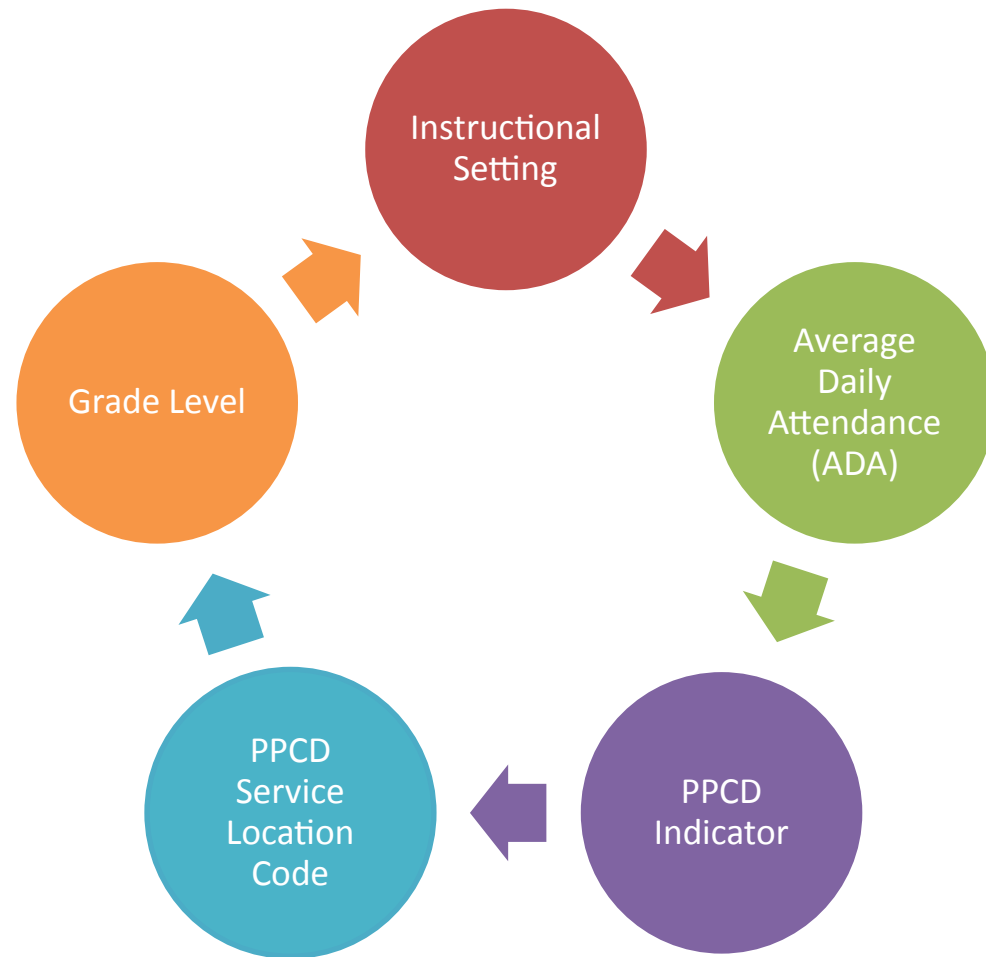 Instructional
Setting
Average
Daily
Attendance
(ADA)
PPCD
Indicator
PPCD
Service
Location
Code
Grade Level